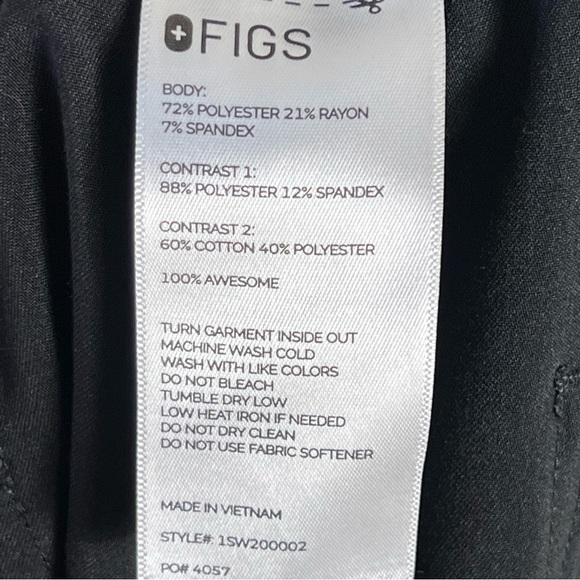 FIGS
BODY:
72% POLYESTER 21% RAYON
7% SPANDEX
CONTRAST 1:
88% POLYESTER 12% SPANDEX
CONTRAST 2:
60% COTTON 40% POLYESTER
100% AWESOME
TURN GARMENT INSIDE OUT
MACHINE WASH COLD
WASH WITH LIKE COLORS
DO NOT BLEACH
TUMBLE DRY LOW
LOW HEAT IRON IF NEEDED
DO NOT DRY CLEAN
DO NOT USE FABRIC SOFTENER
MADE IN VIETNAM
STYLE#: 1SW200002
PO# 4057